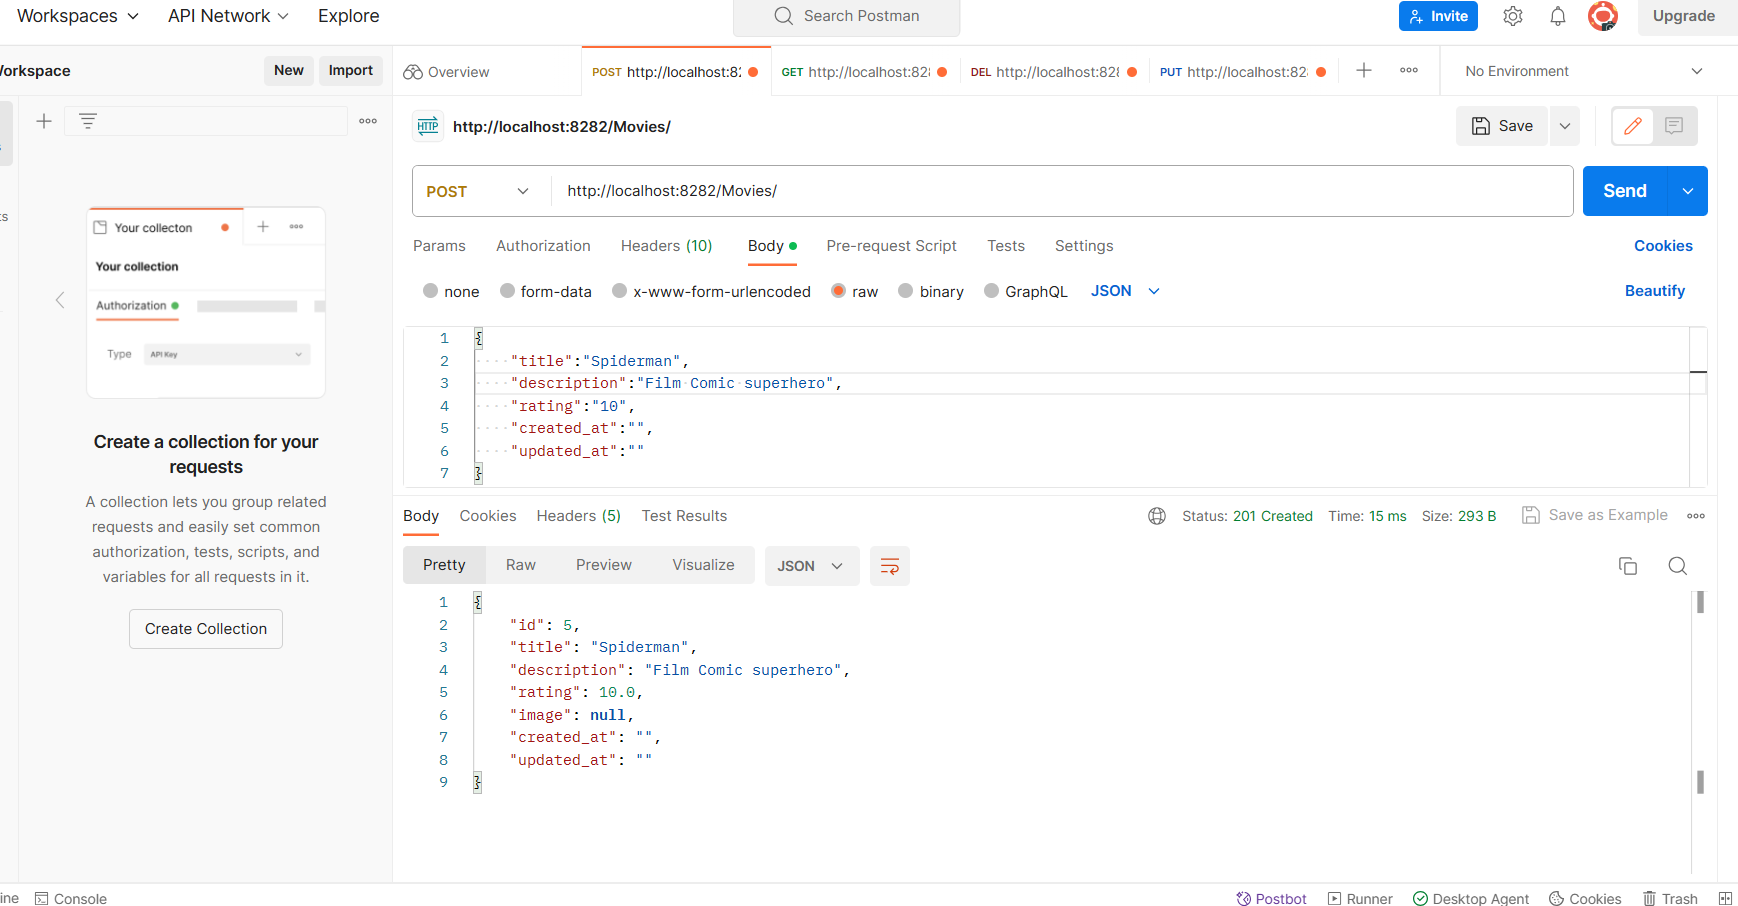 Workspaces API Network Explore Search Postman Invite Upgrade
Workspace New Import Overview POST http://localhost:82 GET http://localhost:82 DEL http://localhost:82 PUT http://localhost:82 No Environment
HTTP http://localhost:8282/Movies/ Save
POST http://localhost:8282/Movies/ Send
Params Authorization Headers (10) Body Pre-request Script Tests Settings Cookies
none form-data x-www-form-urlencoded raw binary GraphQL JSON Beautify
Your collecton
Your collection
Authorization
Type API Key
Create a collection for your
requests
A collection lets you group related
requests and easily set common
authorization, tests, scripts, and
variables for all requests in it.
Create Collection
1 {
2 "title":"Spiderman",
3 "description":"Film Comic superhero",
4 "rating":"10",
5 "created_at":"",
6 "updated_at":""
7 }
Body Cookies Headers (5) Test Results Status: 201 Created Time: 15 ms Size: 293 B Save as Example
Pretty Raw Preview Visualize JSON
1 {
2 "id": 5,
3 "title": "Spiderman",
4 "description": "Film Comic superhero",
5 "rating": 10.0,
6 "image": null,
7 "created_at": "",
8 "updated_at": ""
9 }
ine Console Postbot Runner Desktop Agent Cookies Trash